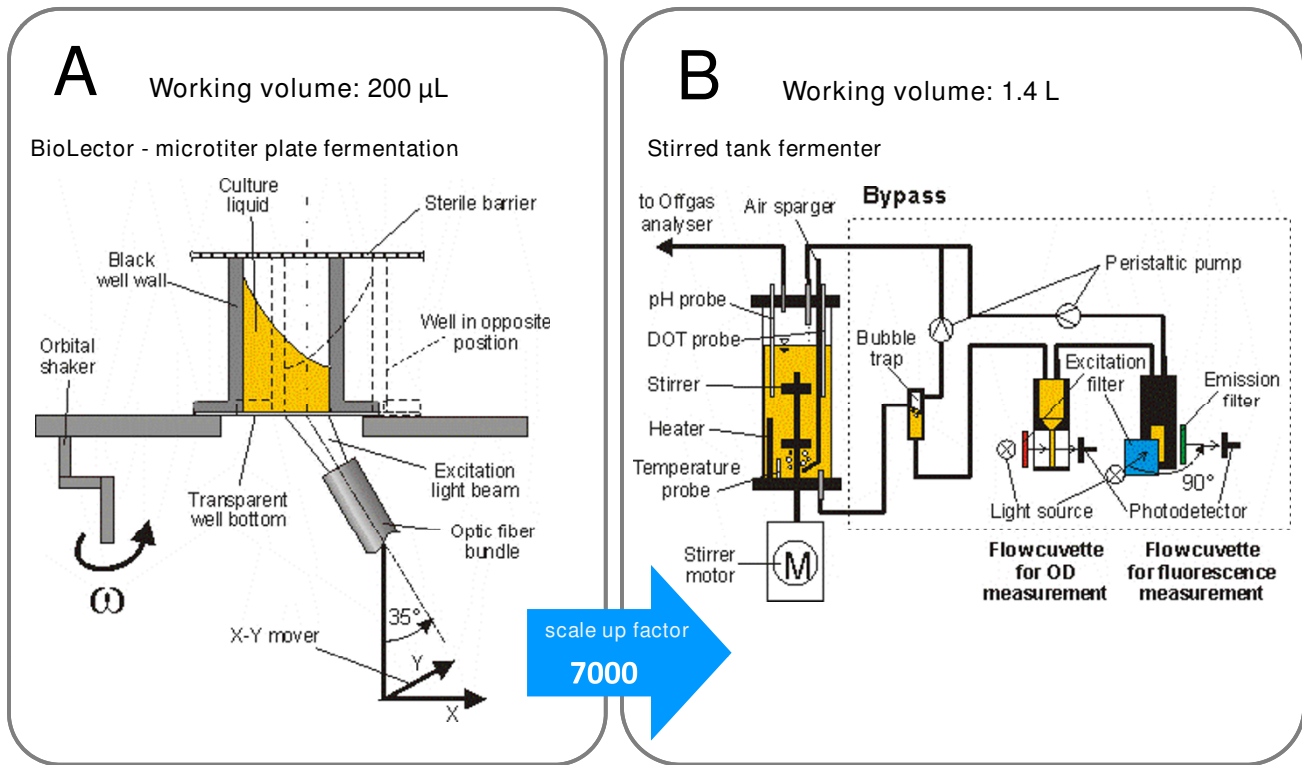 A
Working volume: 200 µL
BioLector - microtiter plate fermentation
Culture
liquid
Sterile barrier
Black
well wall
Well in opposite
position
Orbital
shaker
Transparent
well bottom
Excitation
light beam
Optic fiber
bundle
ω
35°
X-Y mover
Y
X
scale up factor
7000
B
Working volume: 1.4 L
Stirred tank fermenter
to Offgas
analyser
Air sparger
Bypass
Peristaltic pump
pH probe
DOT probe
Bubble
trap
Stirrer
Excitation
filter
Emission
filter
Heater
Temperature
probe
90°
Light source
Photodetector
Stirrer
motor
M
Flowcuvette
for OD
measurement
Flowcuvette
for fluorescence
measurement